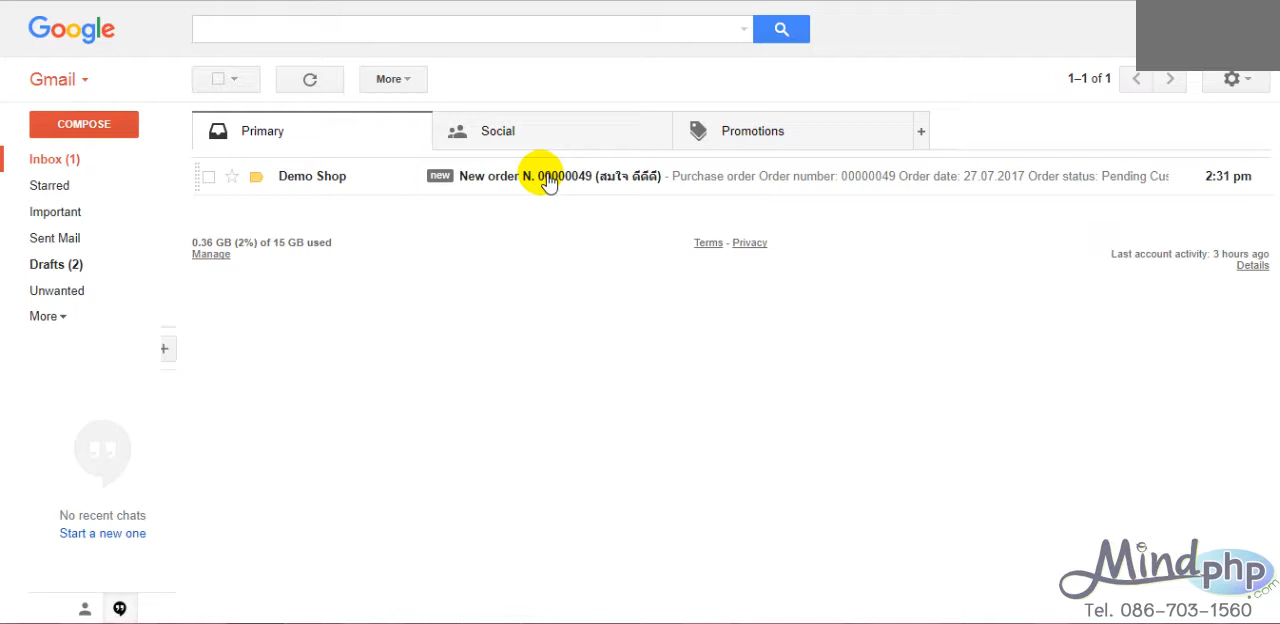 Google
Gmail
More
1–1 of 1
COMPOSE
Primary
Social
Promotions
+
Inbox (1)
Starred
Important
Sent Mail
Drafts (2)
Unwanted
More
Demo Shop
new
New order N. 00000049 (สมใจ ดีดีดี) - Purchase order Order number: 00000049 Order date: 27.07.2017 Order status: Pending Cus
2:31 pm
0.36 GB (2%) of 15 GB used
Manage
Terms - Privacy
Last account activity: 3 hours ago
Details
+
No recent chats
Start a new one
Mindphp.com
Tel. 086-703-1560